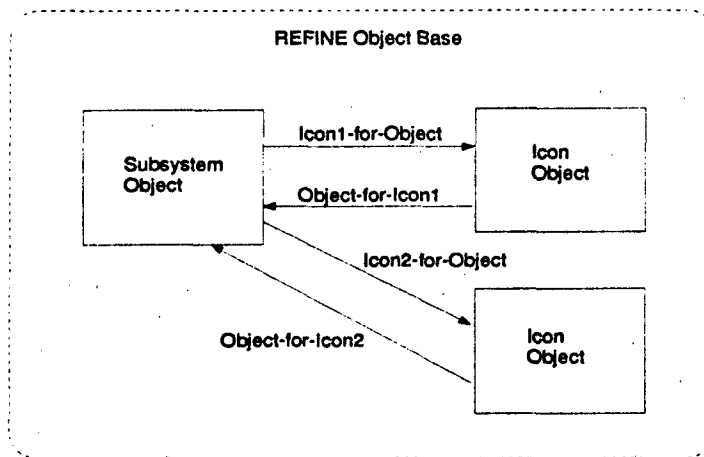 REFINE Object Base
Icon1-for-Object
Subsystem
Object
Icon
Object
Object-for-Icon1
Icon2-for-Object
Object-for-Icon2
Icon
Object